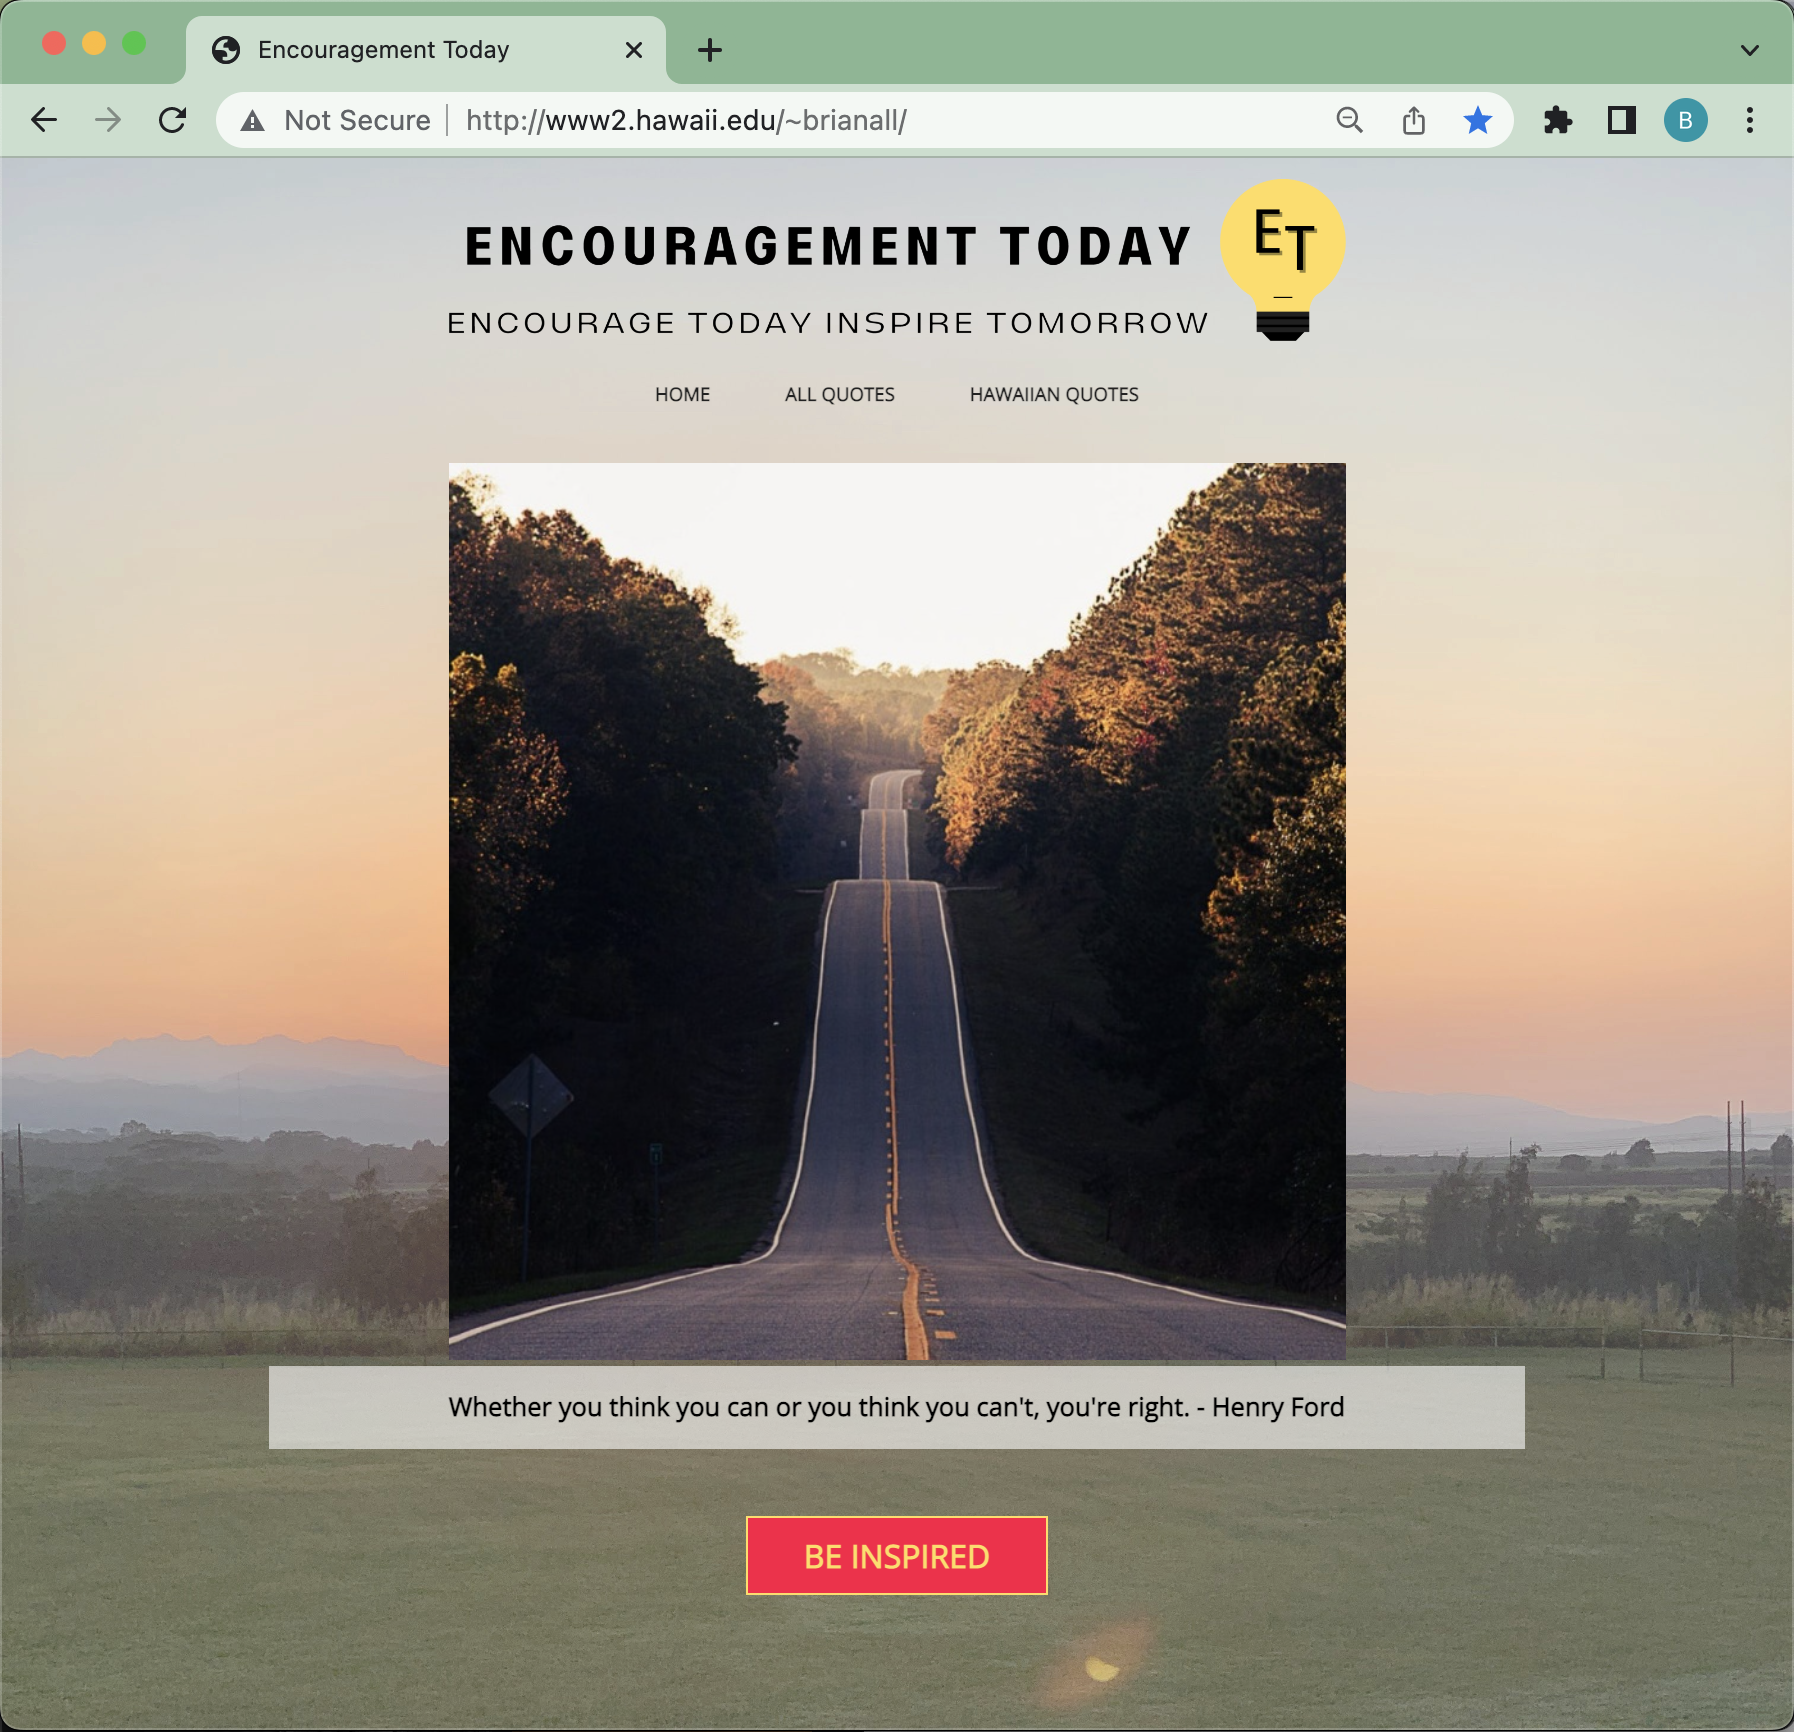 Encouragement Today
Not Secure http://www2.hawaii.edu/~brianall/
B
ENCOURAGEMENT TODAY
ET
ENCOURAGE TODAY INSPIRE TOMORROW
HOME ALL QUOTES HAWAIIAN QUOTES
Whether you think you can or you think you can't, you're right. - Henry Ford
BE INSPIRED